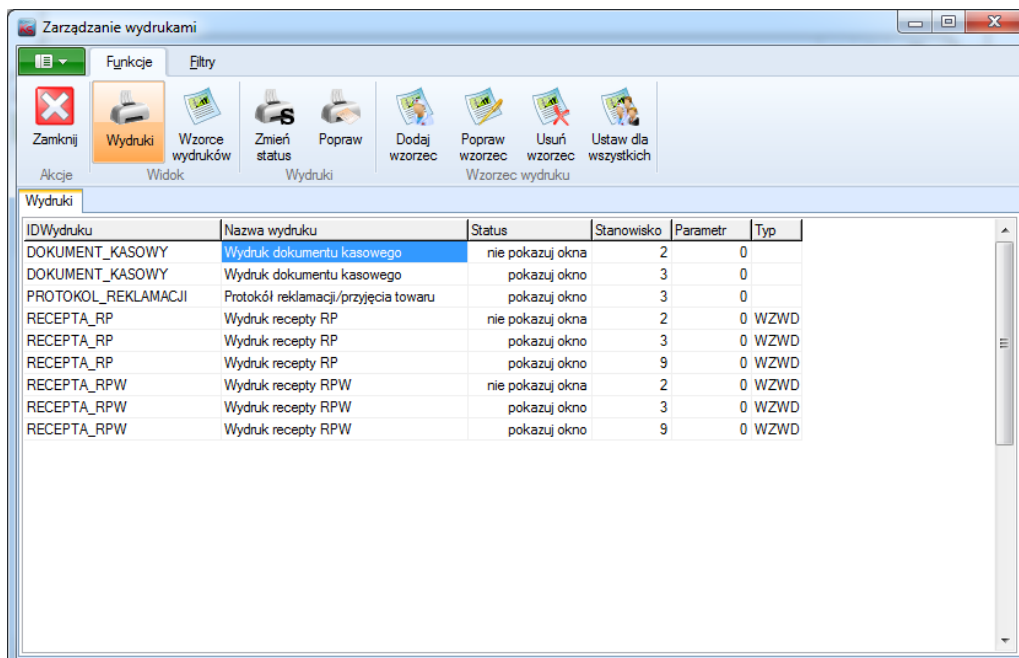 Zarządzanie wydrukami
Funkcje Filtry
Zamknij Wydruki Wzorce wydruków Zmień status Popraw Dodaj wzorzec Popraw wzorzec Usuń wzorzec Ustaw dla wszystkich
Akcje Widok Wydruki Wzorzec wydruku
Wydruki
IDWydruku Nazwa wydruku Status Stanowisko Parametr Typ
DOKUMENT_KASOWY Wydruk dokumentu kasowego nie pokazuj okna 2 0
DOKUMENT_KASOWY Wydruk dokumentu kasowego pokazuj okno 3 0
PROTOKOL_REKLAMACJI Protokół reklamacji/przyjęcia towaru pokazuj okno 3 0
RECEPTA_RP Wydruk recepty RP nie pokazuj okna 2 0 WZWD
RECEPTA_RP Wydruk recepty RP pokazuj okno 3 0 WZWD
RECEPTA_RP Wydruk recepty RP pokazuj okno 9 0 WZWD
RECEPTA_RPW Wydruk recepty RPW nie pokazuj okna 2 0 WZWD
RECEPTA_RPW Wydruk recepty RPW pokazuj okno 3 0 WZWD
RECEPTA_RPW Wydruk recepty RPW pokazuj okno 9 0 WZWD